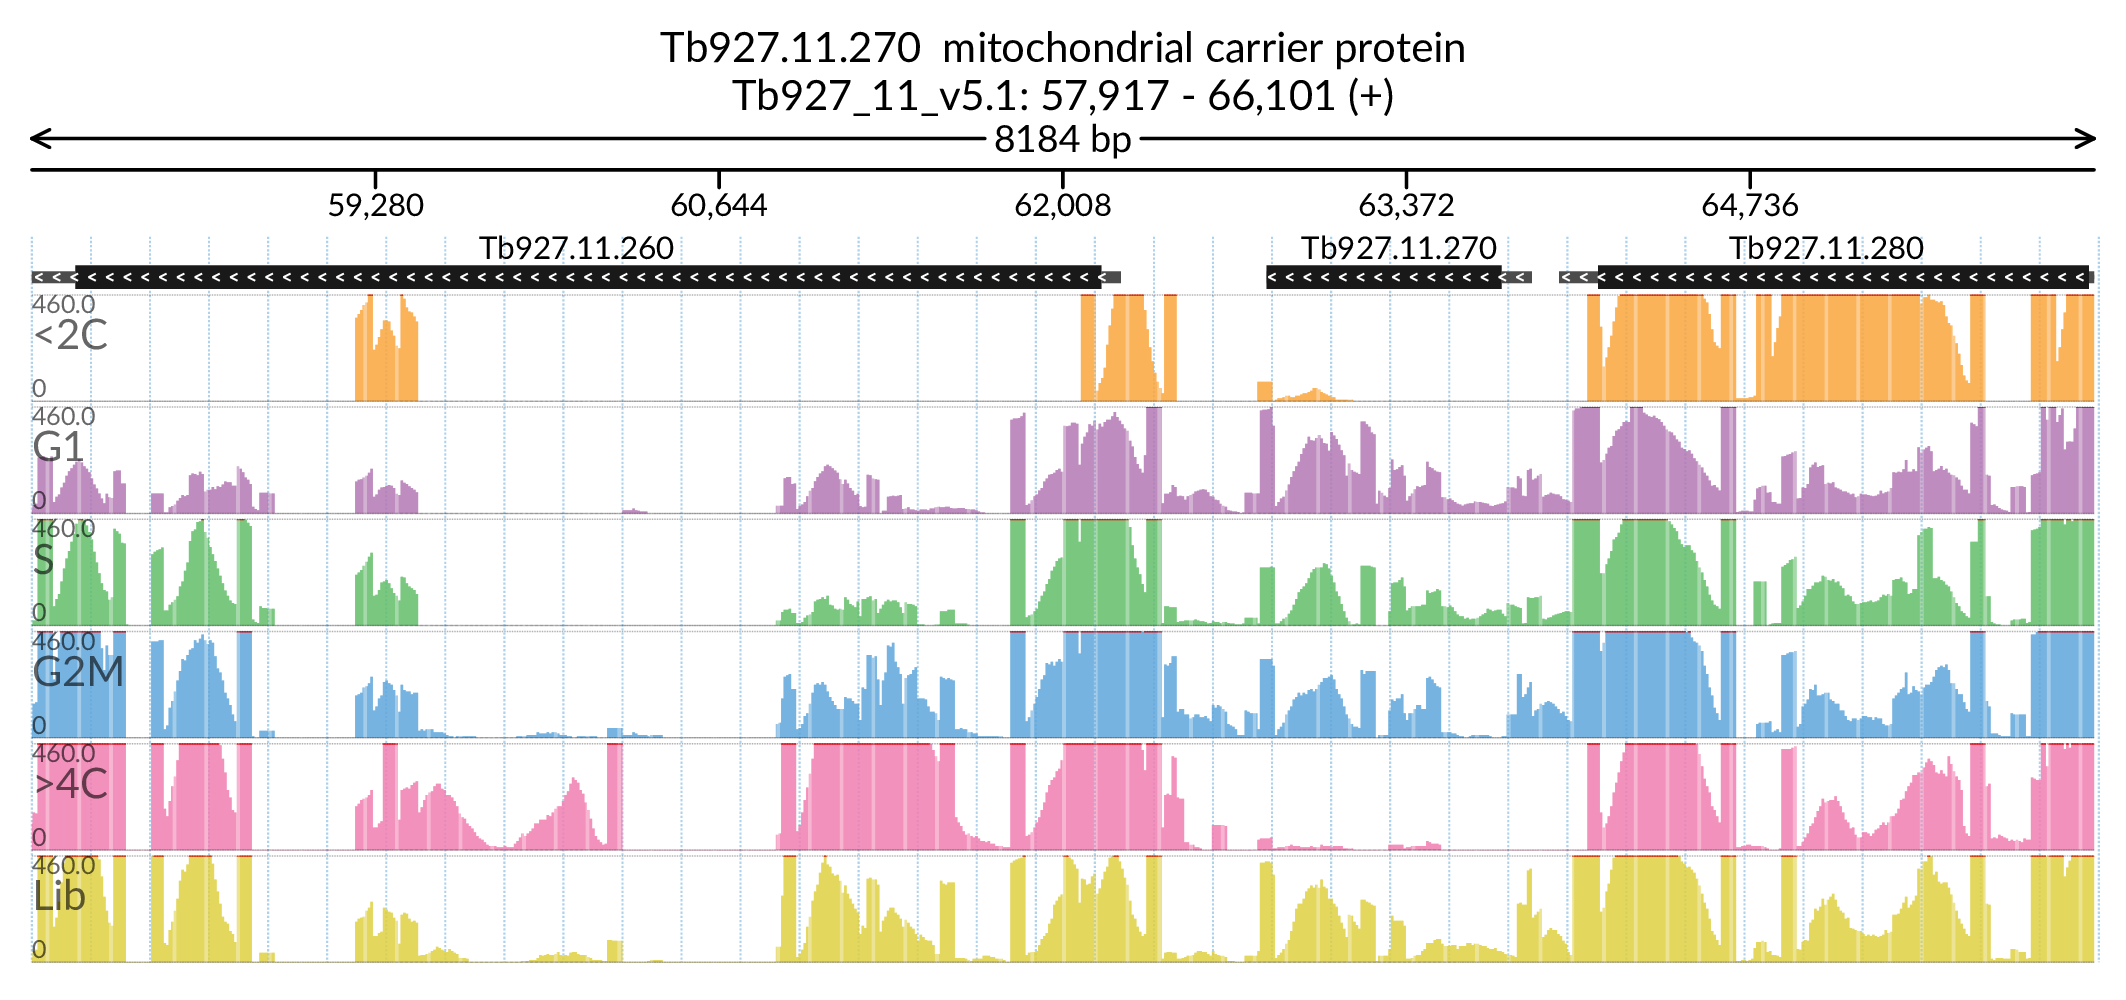 Tb927.11.270  mitochondrial carrier protein
Tb927_11_v5.1: 57,917 - 66,101 (+)
8184 bp
59,280 60,644 62,008 63,372 64,736
Tb927.11.260 Tb927.11.270 Tb927.11.280
460.0
<2C
0
460.0
G1
0
460.0
S
0
460.0
G2M
0
460.0
>4C
0
460.0
Lib
0